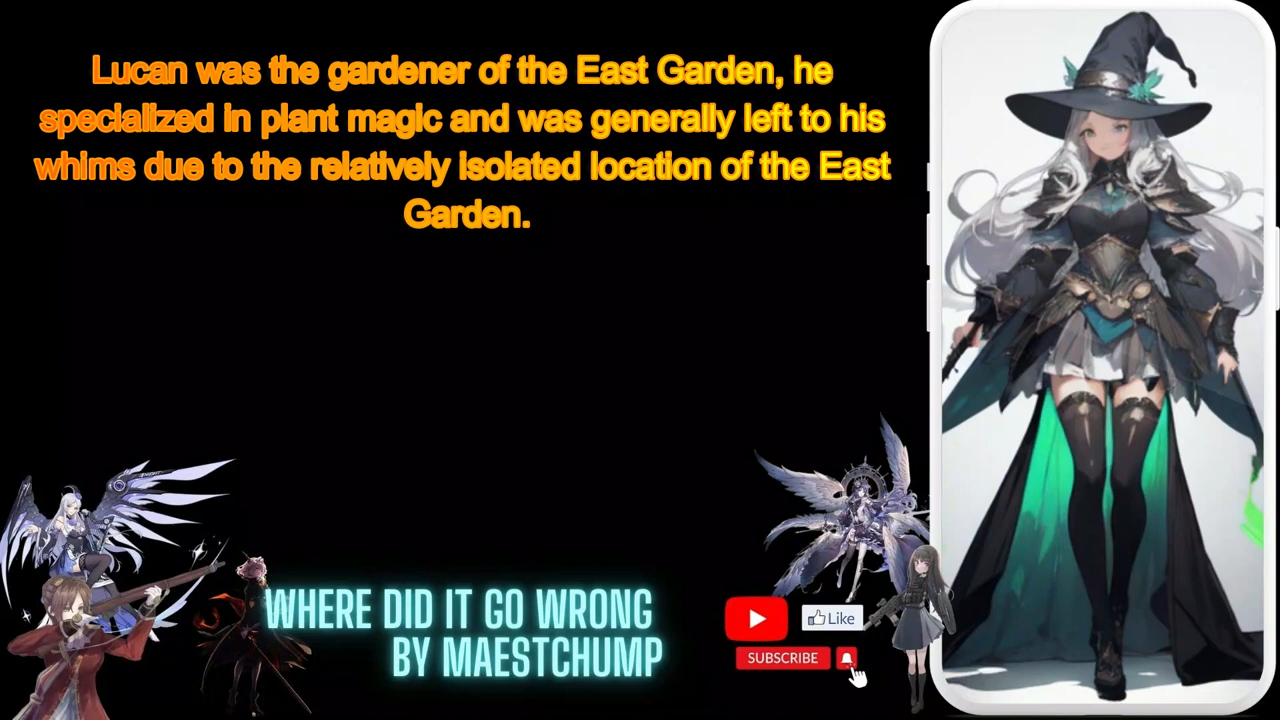 Lucan was the gardener of the East Garden, he
specialized in plant magic and was generally left to his
whims due to the relatively isolated location of the East
Garden.
WHERE DID IT GO WRONG
BY MAESTCHUMP
Like
SUBSCRIBE